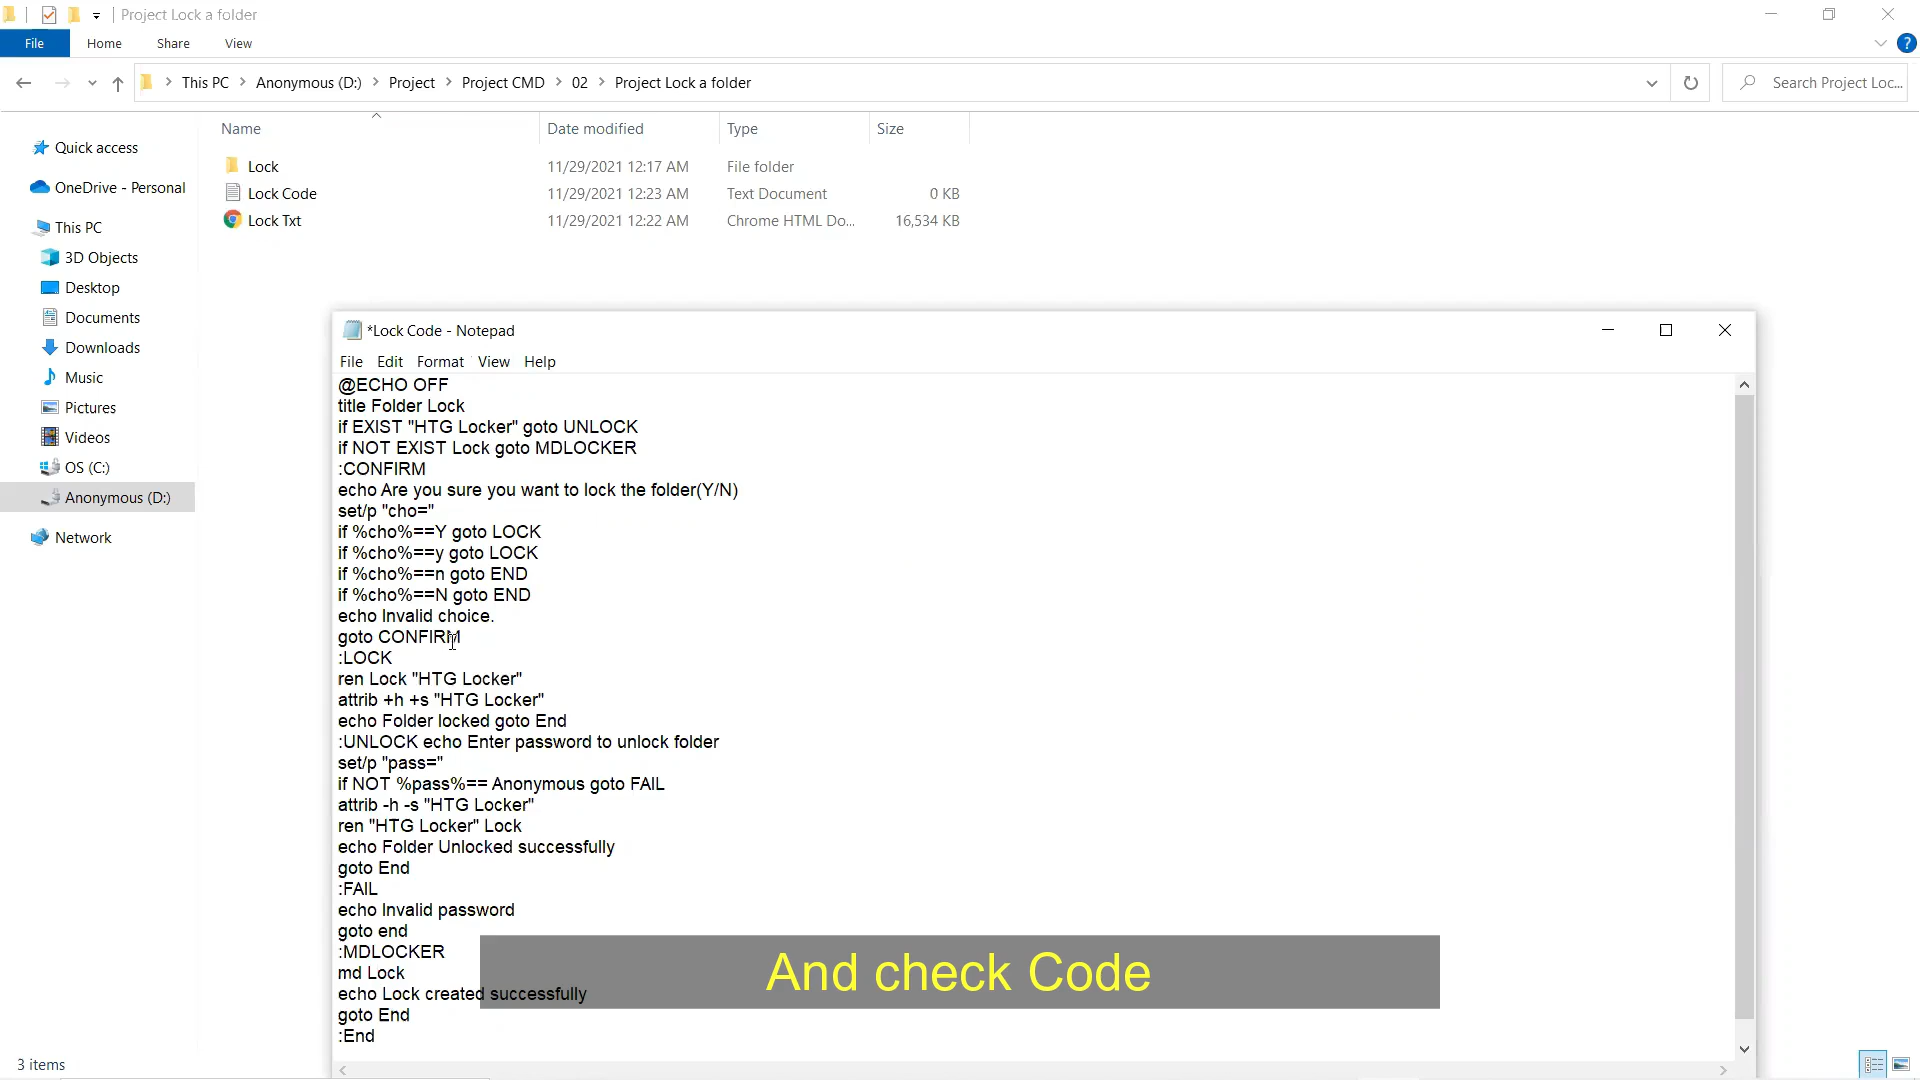 Project Lock a folder
File Home Share View
This PC Anonymous (D:) Project Project CMD 02 Project Lock a folder
Search Project Loc...
Name Date modified Type Size
Lock 11/29/2021 12:17 AM File folder
Lock Code 11/29/2021 12:23 AM Text Document 0 KB
Lock Txt 11/29/2021 12:22 AM Chrome HTML Do... 16,534 KB
Quick access
OneDrive - Personal
This PC
3D Objects
Desktop
Documents
Downloads
Music
Pictures
Videos
OS (C:)
Anonymous (D:)
Network
3 items
*Lock Code - Notepad
File Edit Format View Help
@ECHO OFF
title Folder Lock
if EXIST "HTG Locker" goto UNLOCK
if NOT EXIST Lock goto MDLOCKER
:CONFIRM
echo Are you sure you want to lock the folder(Y/N)
set/p "cho="
if %cho%==Y goto LOCK
if %cho%==y goto LOCK
if %cho%==n goto END
if %cho%==N goto END
echo Invalid choice.
goto CONFIRM
:LOCK
ren Lock "HTG Locker"
attrib +h +s "HTG Locker"
echo Folder locked goto End
:UNLOCK echo Enter password to unlock folder
set/p "pass="
if NOT %pass%== Anonymous goto FAIL
attrib -h -s "HTG Locker"
ren "HTG Locker" Lock
echo Folder Unlocked successfully
goto End
:FAIL
echo Invalid password
goto end
:MDLOCKER
md Lock
echo Lock created successfully
goto End
:End
And check Code